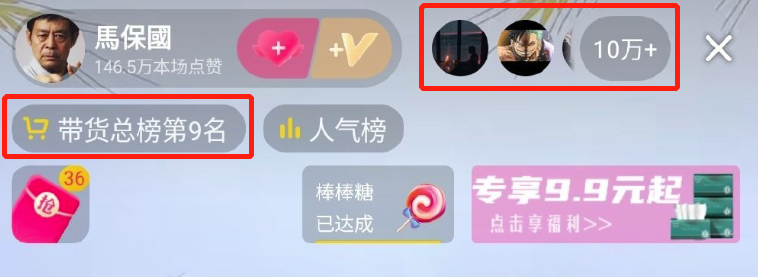 馬保國
146.5万本场点赞
+
+V
10万+
带货总榜第9名
人气榜
36
抢
棒棒糖
已达成
专享9.9元起
点击享福利>>